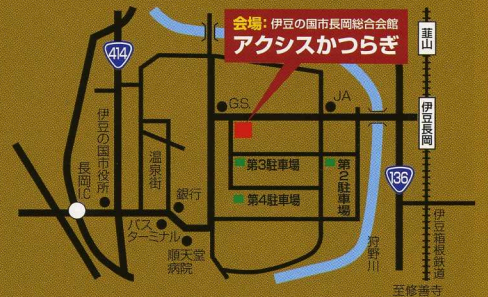 会場：伊豆の国市長岡総合会館
アクシスかつらぎ
414
韮山
G.S.
JA
伊豆長岡
伊豆の国市役所
温泉街
第3駐車場
第2駐車場
136
長岡IC
銀行
第4駐車場
バス
ターミナル
順天堂
病院
狩野川
伊豆箱根鉄道
至修善寺